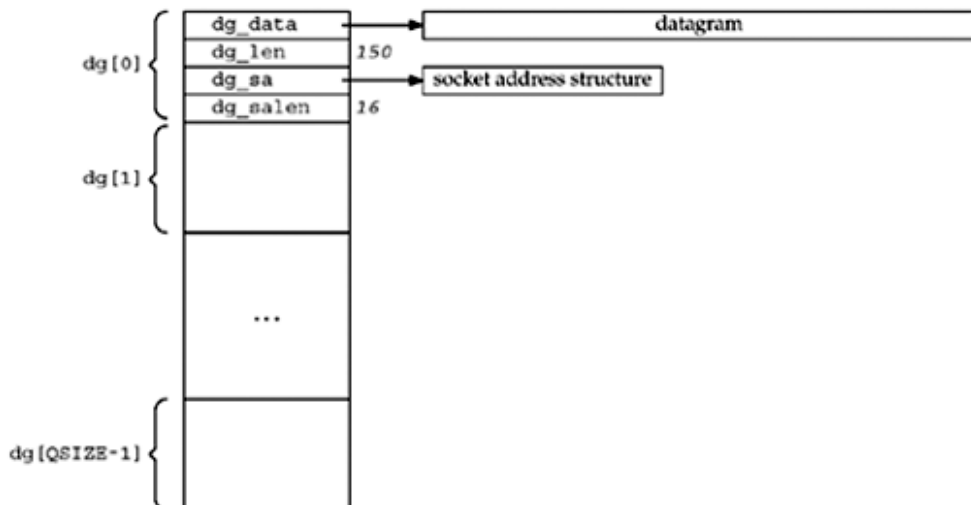 dg_data
datagram
dg_len
150
dg[0]
dg_sa
socket address structure
dg_salen
16
dg[1]
...
dg[QSIZE-1]